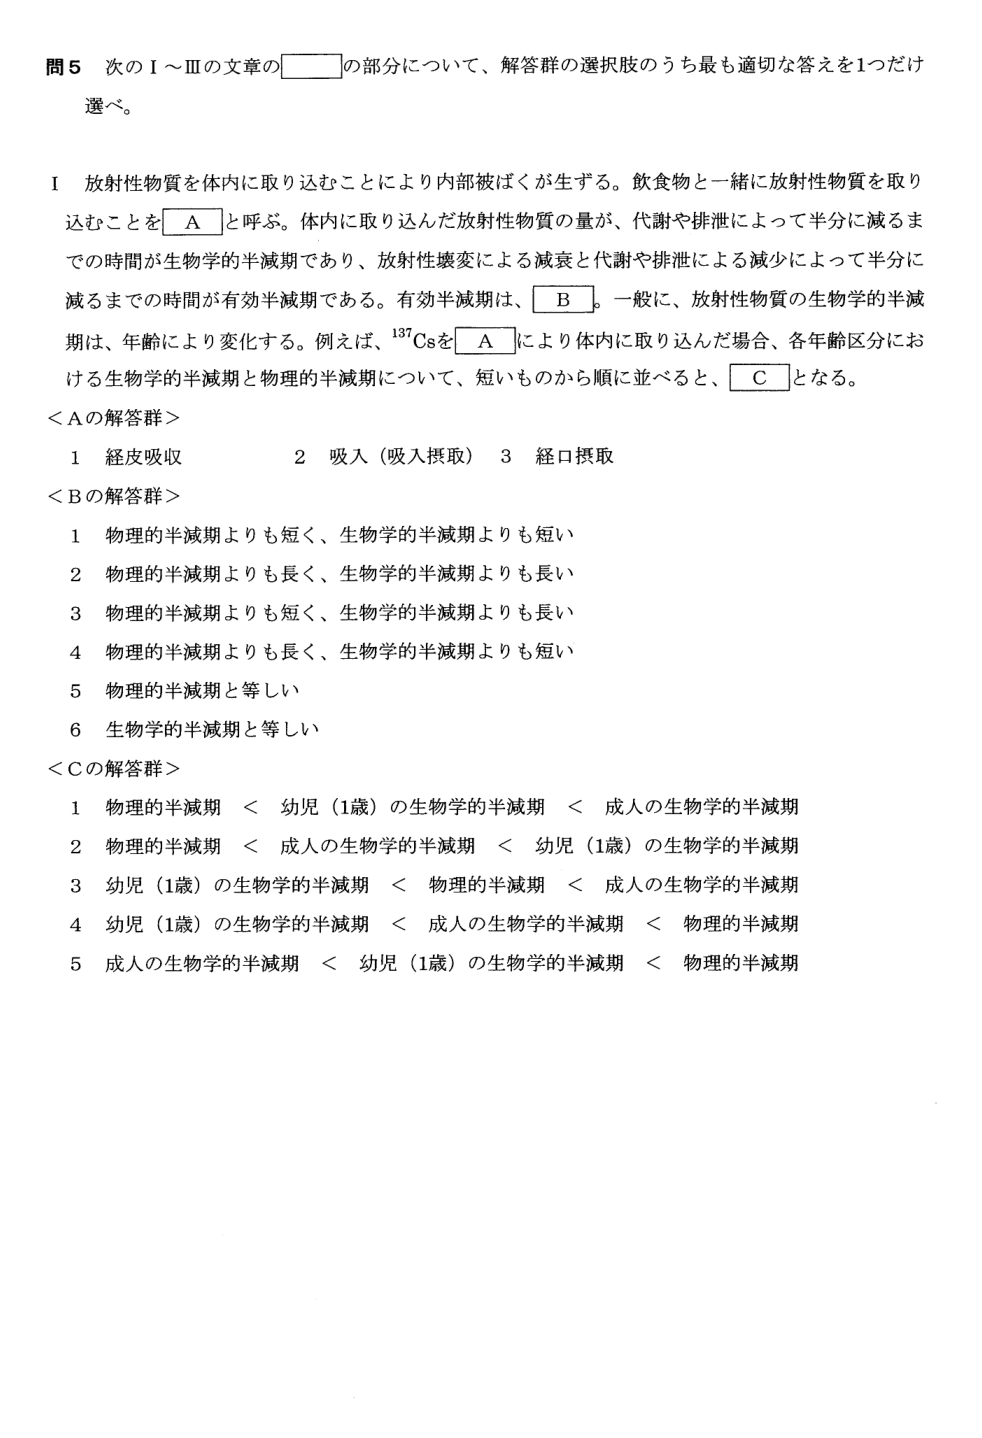 問5　次のⅠ～Ⅲの文章の　　　の部分について、解答群の選択肢のうち最も適切な答えを1つだけ
選べ。
Ⅰ　放射性物質を体内に取り込むことにより内部被ばくが生ずる。飲食物と一緒に放射性物質を取り
込むことを A と呼ぶ。体内に取り込んだ放射性物質の量が、代謝や排泄によって半分に減るま
での時間が生物学的半減期であり、放射性壊変による減衰と代謝や排泄による減少によって半分に
減るまでの時間が有効半減期である。有効半減期は、 B 。一般に、放射性物質の生物学的半減
期は、年齢により変化する。例えば、¹³⁷Csを A により体内に取り込んだ場合、各年齢区分にお
ける生物学的半減期と物理的半減期について、短いものから順に並べると、 C となる。
＜Aの解答群＞
1　経皮吸収　2　吸入（吸入摂取）　3　経口摂取
＜Bの解答群＞
1　物理的半減期よりも短く、生物学的半減期よりも短い
2　物理的半減期よりも長く、生物学的半減期よりも長い
3　物理的半減期よりも短く、生物学的半減期よりも長い
4　物理的半減期よりも長く、生物学的半減期よりも短い
5　物理的半減期と等しい
6　生物学的半減期と等しい
＜Cの解答群＞
1　物理的半減期　＜　幼児（1歳）の生物学的半減期　＜　成人の生物学的半減期
2　物理的半減期　＜　成人の生物学的半減期　＜　幼児（1歳）の生物学的半減期
3　幼児（1歳）の生物学的半減期　＜　物理的半減期　＜　成人の生物学的半減期
4　幼児（1歳）の生物学的半減期　＜　成人の生物学的半減期　＜　物理的半減期
5　成人の生物学的半減期　＜　幼児（1歳）の生物学的半減期　＜　物理的半減期